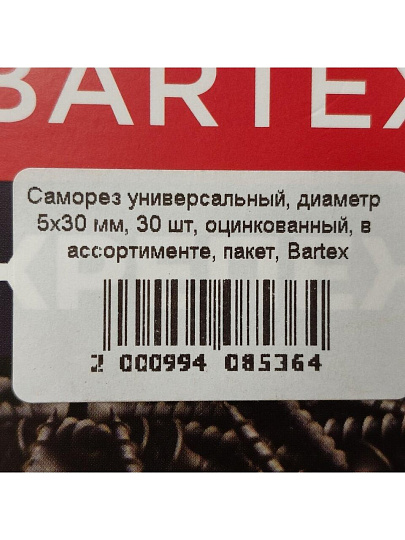 BARTEX
Саморез универсальный, диаметр
5х30 мм, 30 шт, оцинкованный, в
ассортименте, пакет, Bartex
2 000994 085364